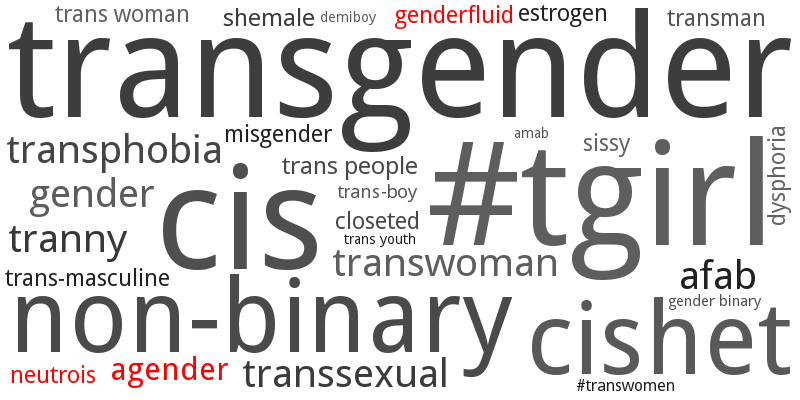 trans woman
shemale
demiboy
genderfluid
estrogen
transman
transgender
transphobia
misgender
amab
sissy
dysphoria
#tgirl
cis
trans people
gender
trans-boy
closeted
tranny
trans youth
transwoman
trans-masculine
afab
gender binary
non-binary
cishet
neutrois
agender
transsexual
#transwomen